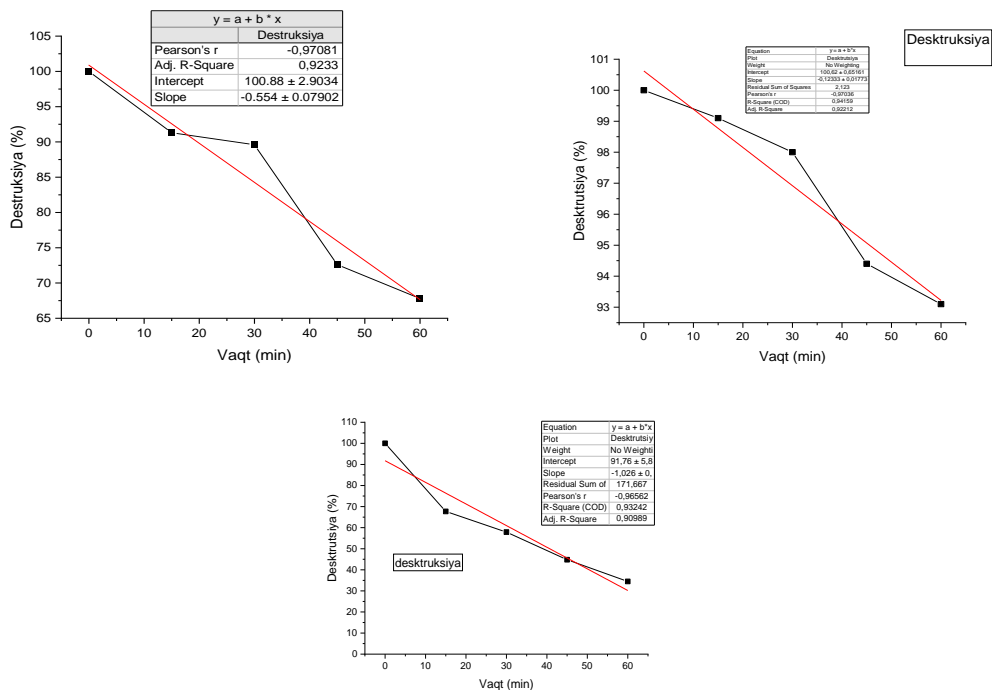 y = a + b * x
Destruksiya
Pearson's r -0,97081
Adj. R-Square 0,9233
Intercept 100.88 ± 2.9034
Slope -0.554 ± 0.07902
105
100
95
90
85
80
75
70
65
0 10 20 30 40 50 60
Destruksiya (%)
Vaqt (min)
Desktruksiya
Equation y = a + b*x
Plot Desktrutsiya
Weight No Weighting
Intercept 100,62 ± 0,65161
Slope -0,12333 ± 0,01773
Residual Sum of Squares 2,123
Pearson's r -0,97036
R-Square (COD) 0,94159
Adj. R-Square 0,92212
101
100
99
98
97
96
95
94
93
0 10 20 30 40 50 60
Desktrutsiya (%)
Vaqt (min)
Equation y = a + b*x
Plot Desktrutsiy
Weight No Weighti
Intercept 91,76 ± 5,8
Slope -1,026 ± 0,
Residual Sum of 171,667
Pearson's r -0,96562
R-Square (COD) 0,93242
Adj. R-Square 0,90989
110
100
90
80
70
60
50
40
30
20
10
0
desktruksiya
0 10 20 30 40 50 60
Desktrutsiya (%)
Vaqt (min)